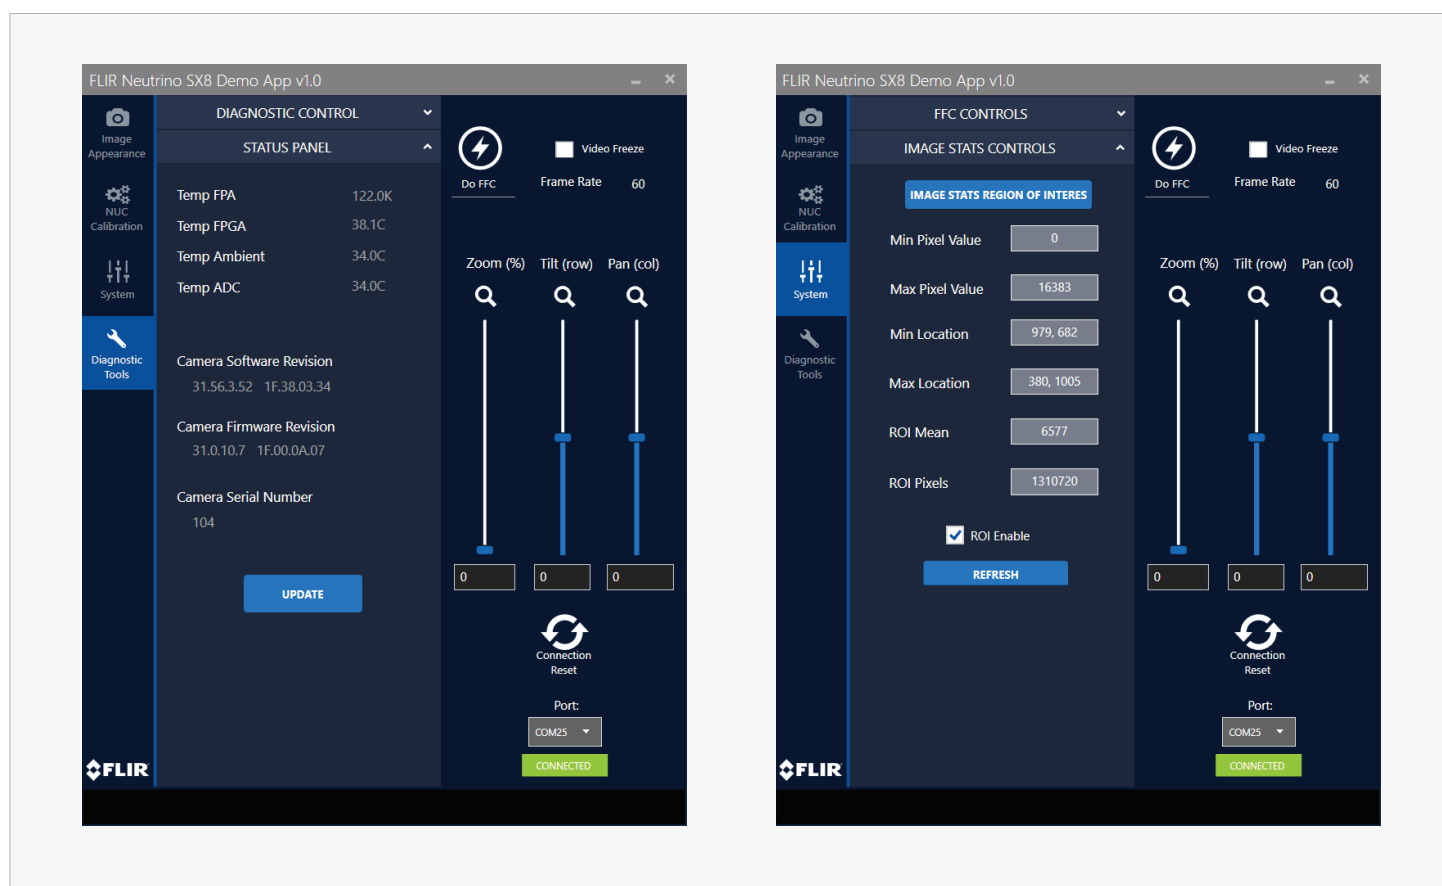 FLIR Neutrino SX8 Demo App v1.0
Image
Appearance
NUC
Calibration
System
Diagnostic
Tools
FLIR
DIAGNOSTIC CONTROL
STATUS PANEL
Temp FPA 122.0K
Temp FPGA 38.1C
Temp Ambient 34.0C
Temp ADC 34.0C
Camera Software Revision
31.56.3.52 1F.38.03.34
Camera Firmware Revision
31.0.10.7 1F.00.0A.07
Camera Serial Number
104
UPDATE
Do FFC
Video Freeze
Frame Rate 60
Zoom (%) Tilt (row) Pan (col)
0 0 0
Connection
Reset
Port:
COM25
CONNECTED
FLIR Neutrino SX8 Demo App v1.0
Image
Appearance
NUC
Calibration
System
Diagnostic
Tools
FLIR
FFC CONTROLS
IMAGE STATS CONTROLS
IMAGE STATS REGION OF INTERES
Min Pixel Value 0
Max Pixel Value 16383
Min Location 979, 682
Max Location 380, 1005
ROI Mean 6577
ROI Pixels 1310720
ROI Enable
REFRESH
Do FFC
Video Freeze
Frame Rate 60
Zoom (%) Tilt (row) Pan (col)
0 0 0
Connection
Reset
Port:
COM25
CONNECTED